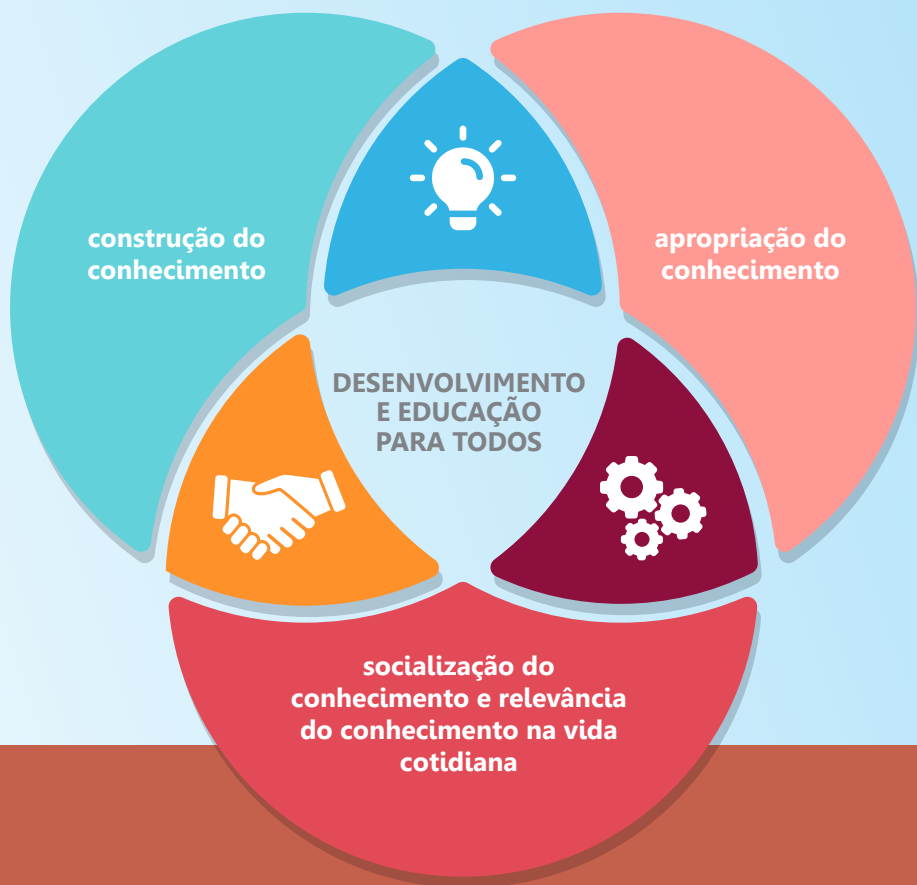 construção do
conhecimento
apropriação do
conhecimento
DESENVOLVIMENTO
E EDUCAÇÃO
PARA TODOS
socialização do
conhecimento e relevância
do conhecimento na vida
cotidiana